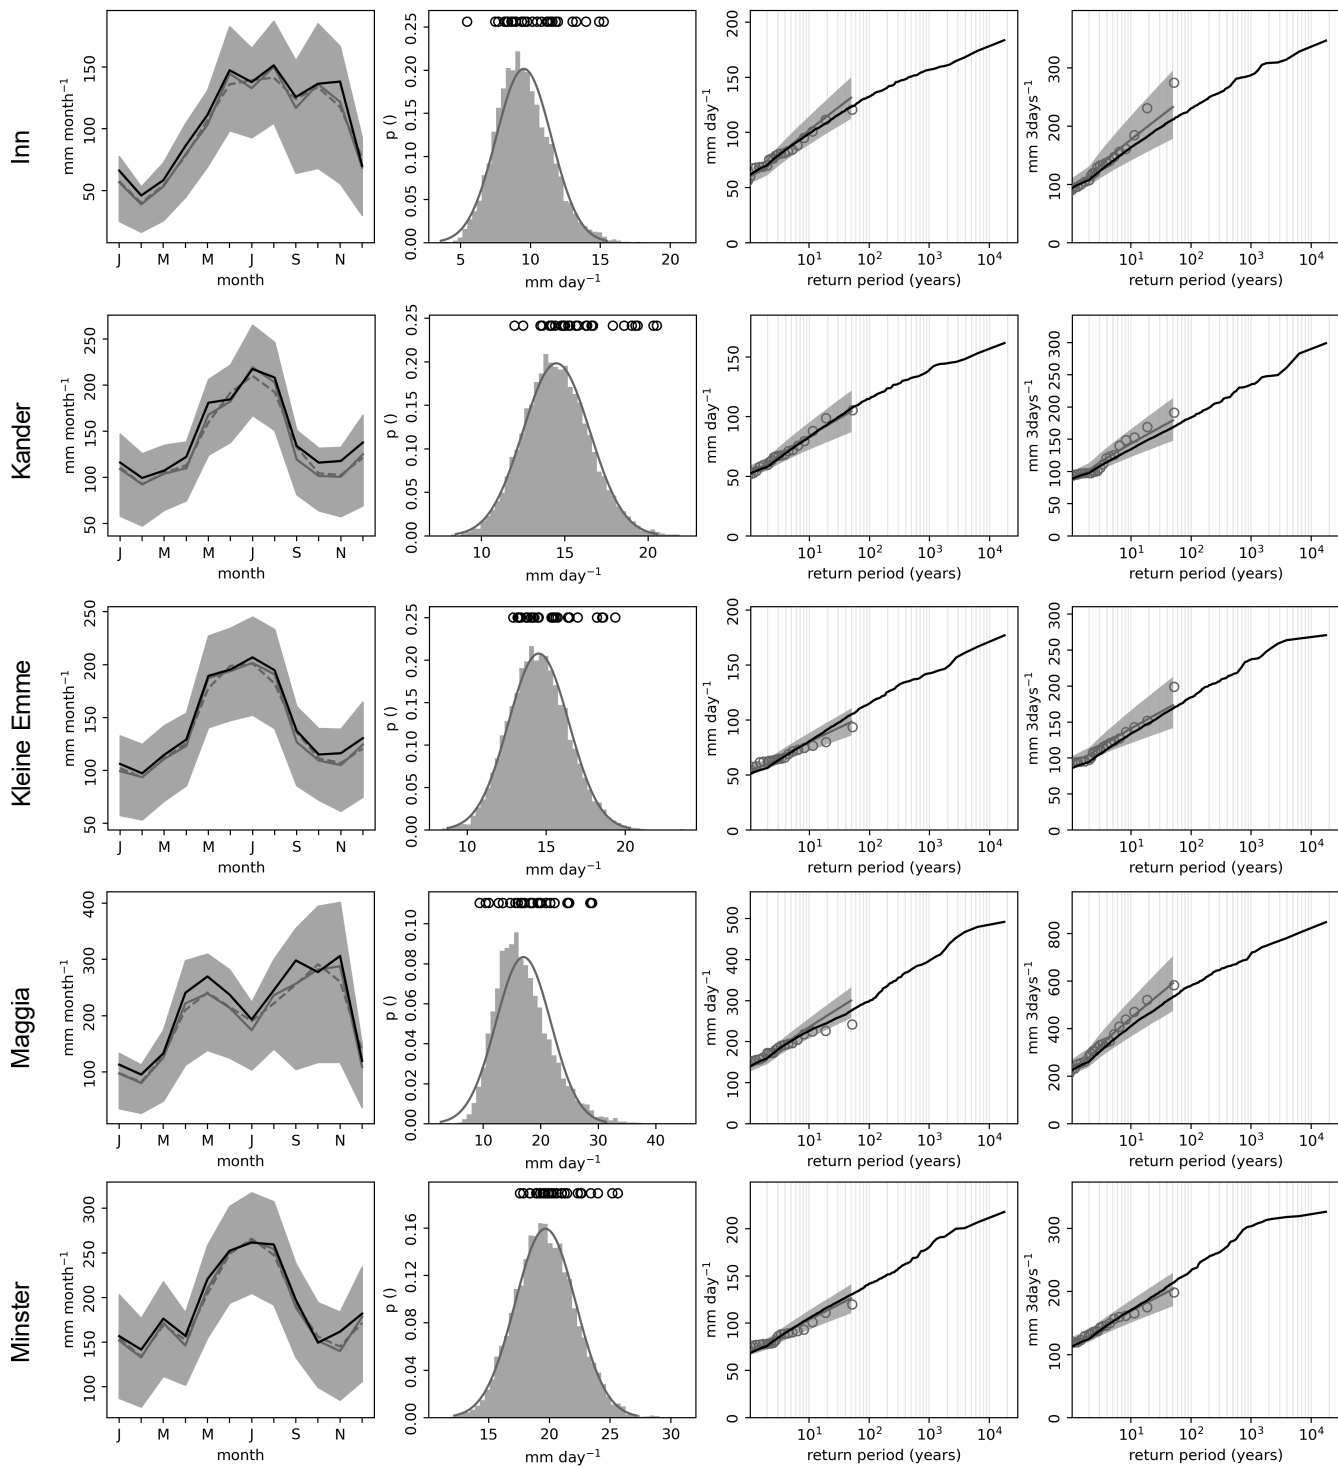 Inn
mm month⁻¹
50 100 150
J M M J S N
month
p ()
0.00 0.05 0.10 0.15 0.20 0.25
5 10 15 20
mm day⁻¹
mm day⁻¹
0 50 100 150 200
10¹ 10² 10³ 10⁴
return period (years)
mm 3days⁻¹
0 100 200 300
10¹ 10² 10³ 10⁴
return period (years)
Kander
mm month⁻¹
50 100 150 200 250
J M M J S N
month
p ()
0.00 0.05 0.10 0.15 0.20 0.25
10 15 20
mm day⁻¹
mm day⁻¹
0 50 100 150
10¹ 10² 10³ 10⁴
return period (years)
mm 3days⁻¹
0 50 100 150 200 250 300
10¹ 10² 10³ 10⁴
return period (years)
Kleine Emme
mm month⁻¹
50 100 150 200 250
J M M J S N
month
p ()
0.00 0.05 0.10 0.15 0.20 0.25
10 15 20
mm day⁻¹
mm day⁻¹
0 50 100 150 200
10¹ 10² 10³ 10⁴
return period (years)
mm 3days⁻¹
0 50 100 150 200 250 300
10¹ 10² 10³ 10⁴
return period (years)
Maggia
mm month⁻¹
100 200 300 400
J M M J S N
month
p ()
0.00 0.02 0.04 0.06 0.08 0.10
10 20 30 40
mm day⁻¹
mm day⁻¹
0 100 200 300 400 500
10¹ 10² 10³ 10⁴
return period (years)
mm 3days⁻¹
0 200 400 600 800
10¹ 10² 10³ 10⁴
return period (years)
Minster
mm month⁻¹
100 150 200 250 300
J M M J S N
month
p ()
0.00 0.04 0.08 0.12 0.16
15 20 25 30
mm day⁻¹
mm day⁻¹
0 50 100 150 200
10¹ 10² 10³ 10⁴
return period (years)
mm 3days⁻¹
0 100 200 300
10¹ 10² 10³ 10⁴
return period (years)